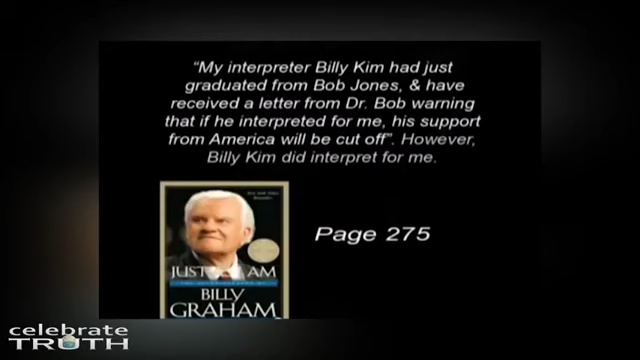 "My interpreter Billy Kim had just
graduated from Bob Jones, & have
received a letter from Dr. Bob warning
that if he interpreted for me, his support
from America will be cut off". However,
Billy Kim did interpret for me.
Page 275
JUST AS I AM
BILLY
GRAHAM
celebrate
TRUTH